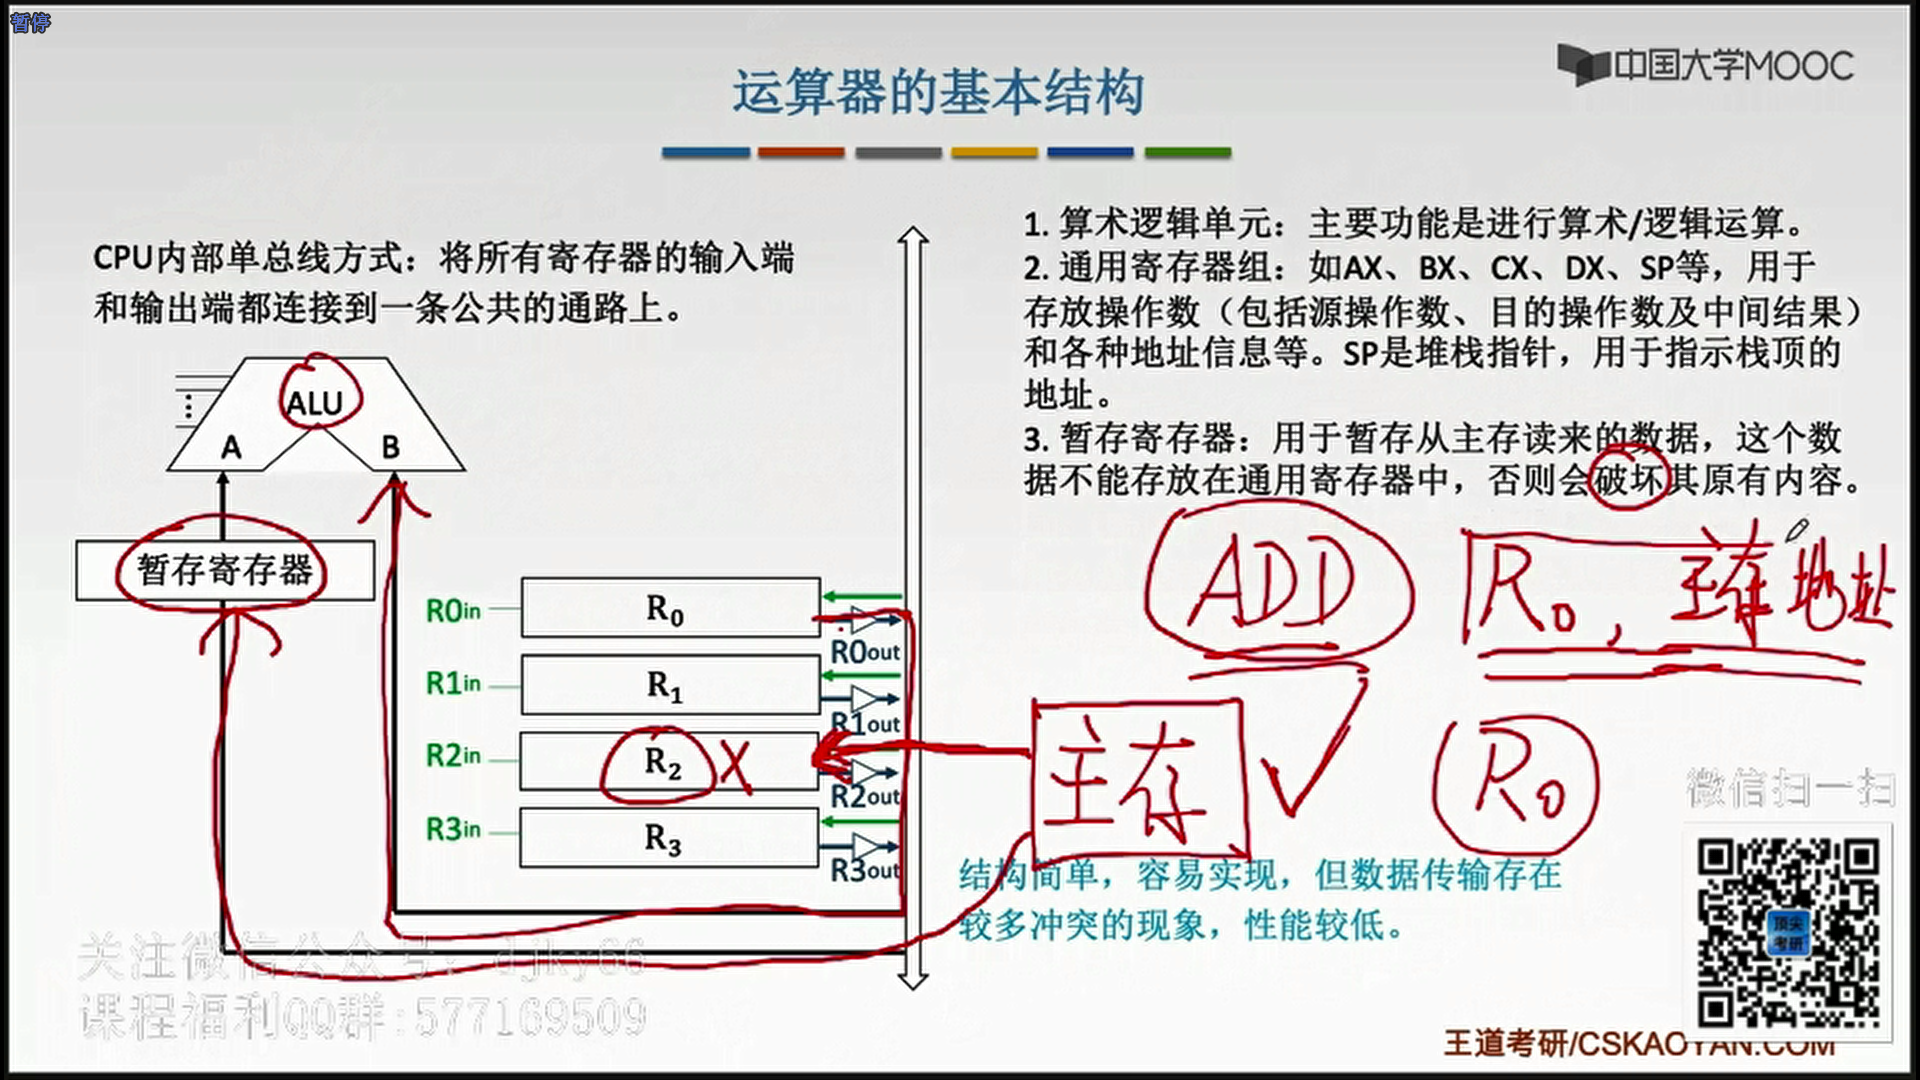 暂停
中国大学MOOC
运算器的基本结构
CPU内部单总线方式：将所有寄存器的输入端
和输出端都连接到一条公共的通路上。
ALU
A
B
暂存寄存器
R0in
R₀
R0out
R1in
R₁
R1out
R2in
R₂
X
R2out
R3in
R₃
R3out
1. 算术逻辑单元：主要功能是进行算术/逻辑运算。
2. 通用寄存器组：如AX、BX、CX、DX、SP等，用于
存放操作数（包括源操作数、目的操作数及中间结果）
和各种地址信息等。SP是堆栈指针，用于指示栈顶的
地址。
3. 暂存寄存器：用于暂存从主存读来的数据，这个数
据不能存放在通用寄存器中，否则会破坏其原有内容。
ADD
R₀，主存地址
主存
R₀
结构简单，容易实现，但数据传输存在
较多冲突的现象，性能较低。
微信扫一扫
顶尖
考研
关注微信公众号：djky66
课程福利QQ群:577169509
王道考研/CSKAOYAN.COM